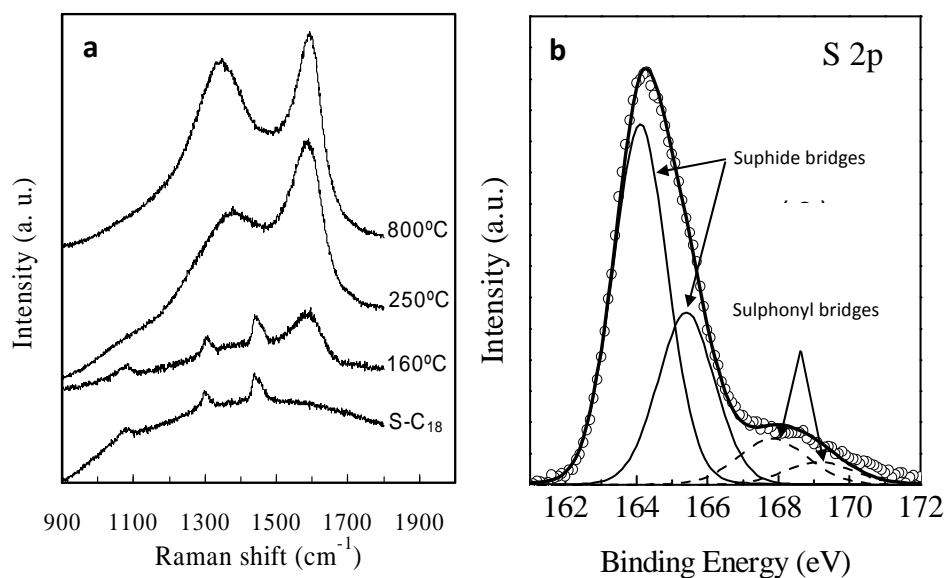 a
800ºC
250ºC
160ºC
S-C18
900 1100 1300 1500 1700 1900
Raman shift (cm-1)
Intensity (a. u.)
b
S 2p
Suphide bridges
Sulphonyl bridges
162 164 166 168 170 172
Binding Energy (eV)
Intensity (a.u.)